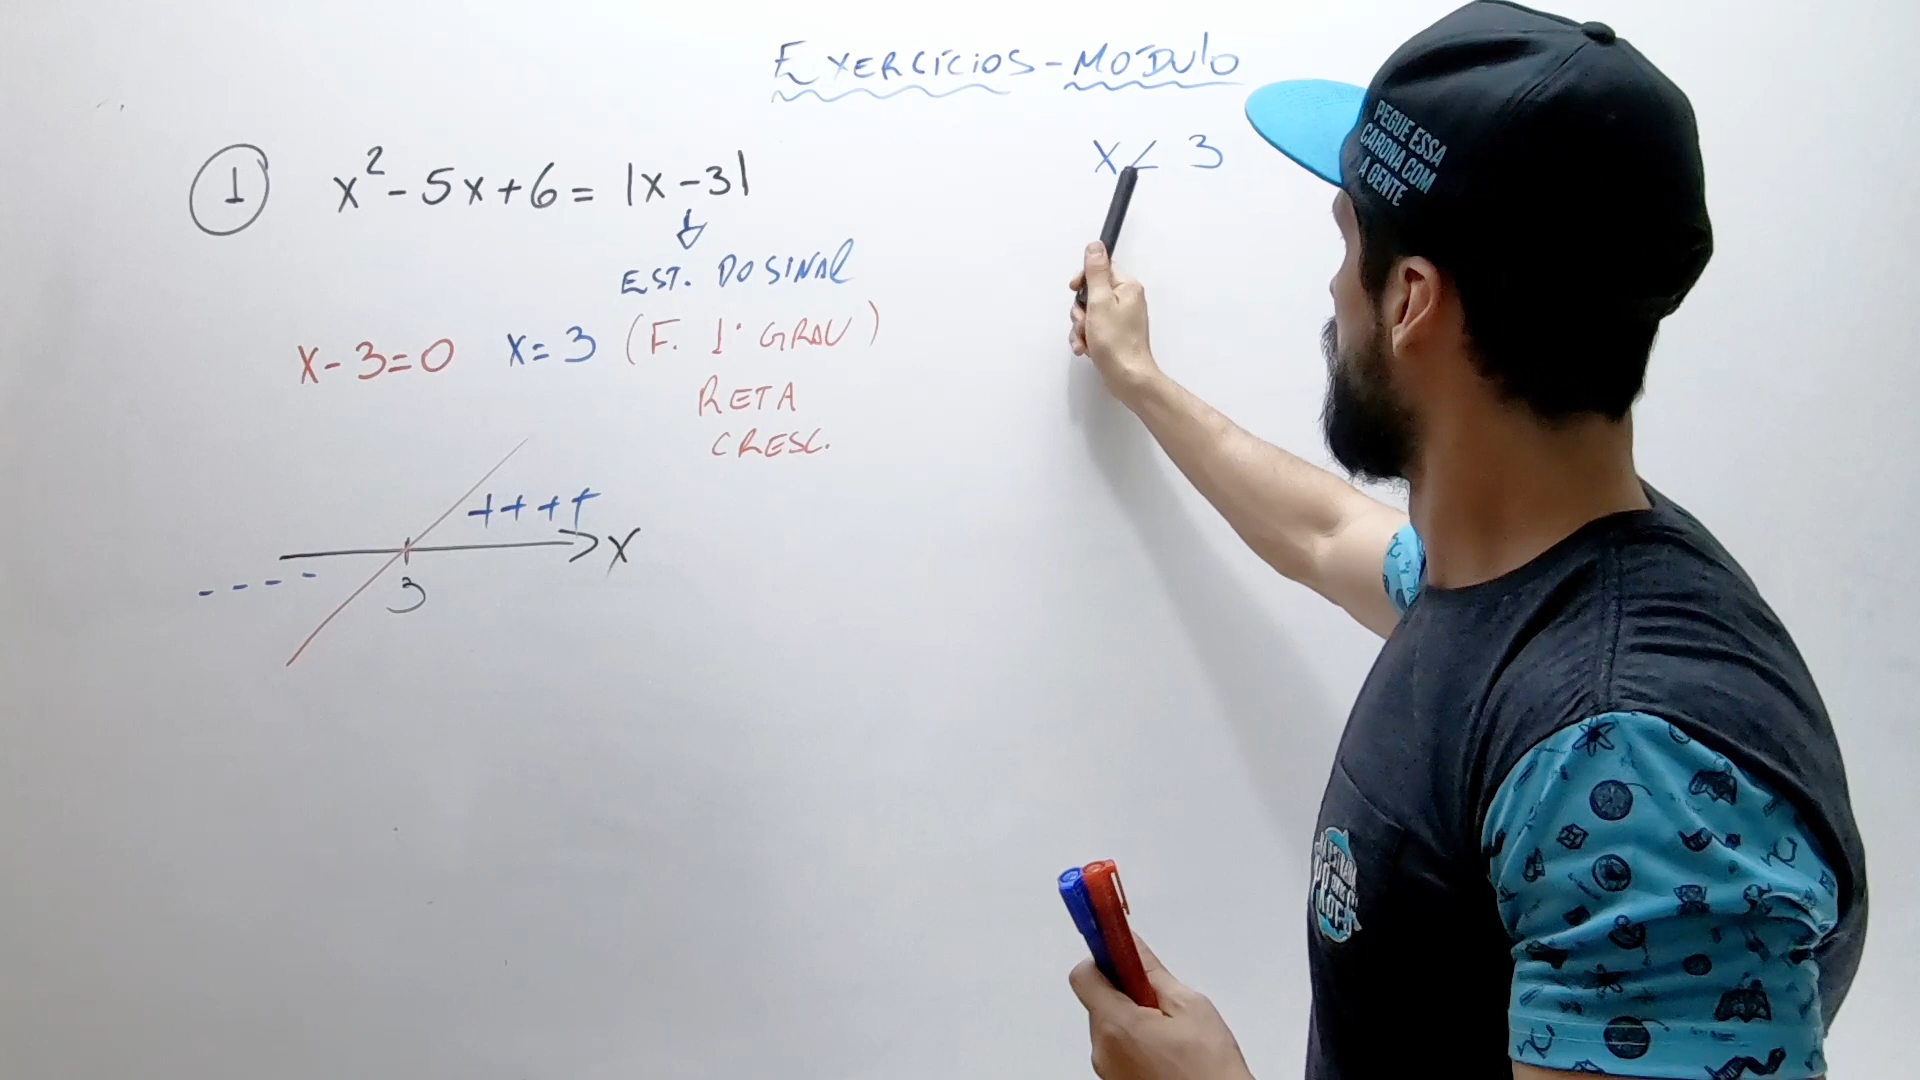 EXERCÍCIOS - MÓDULO
① x² - 5x + 6 = |x - 3|
x < 3
EST. DO SINAL
x - 3 = 0 x = 3 (F. 1° GRAU)
RETA
CRESC.
+ + + +
x
- - - -
3
PEGUE ESSA
CARONA COM
A GENTE